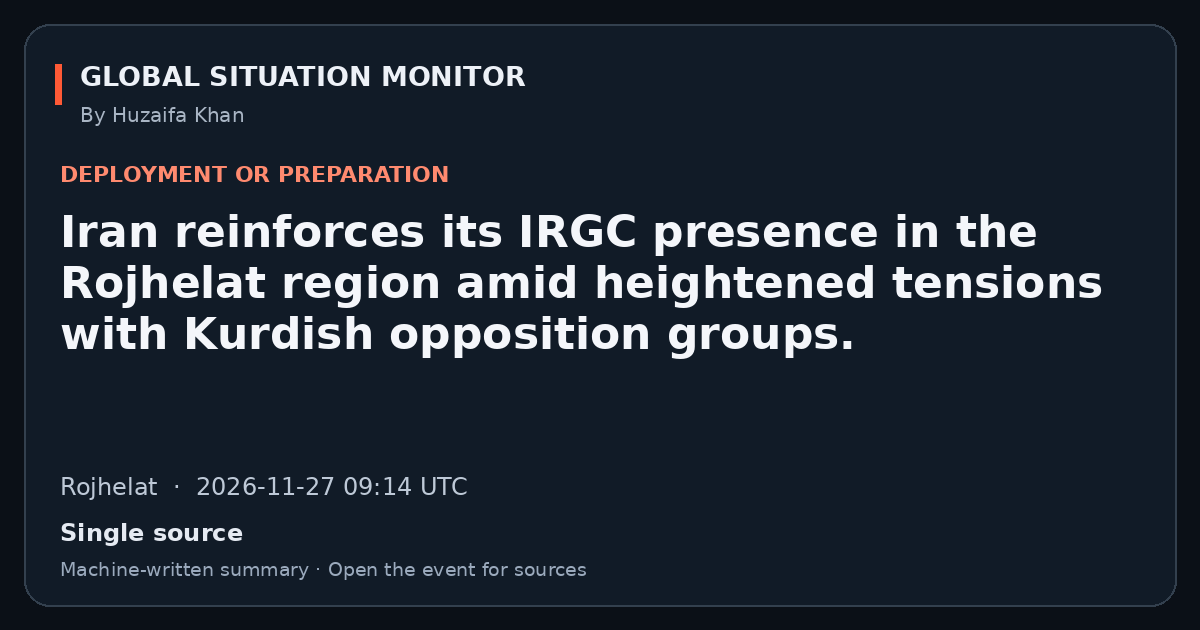 GLOBAL SITUATION MONITOR
By Huzaifa Khan
DEPLOYMENT OR PREPARATION
Iran reinforces its IRGC presence in the
Rojhelat region amid heightened tensions
with Kurdish opposition groups.
Rojhelat · 2026-11-27 09:14 UTC
Single source
Machine-written summary · Open the event for sources